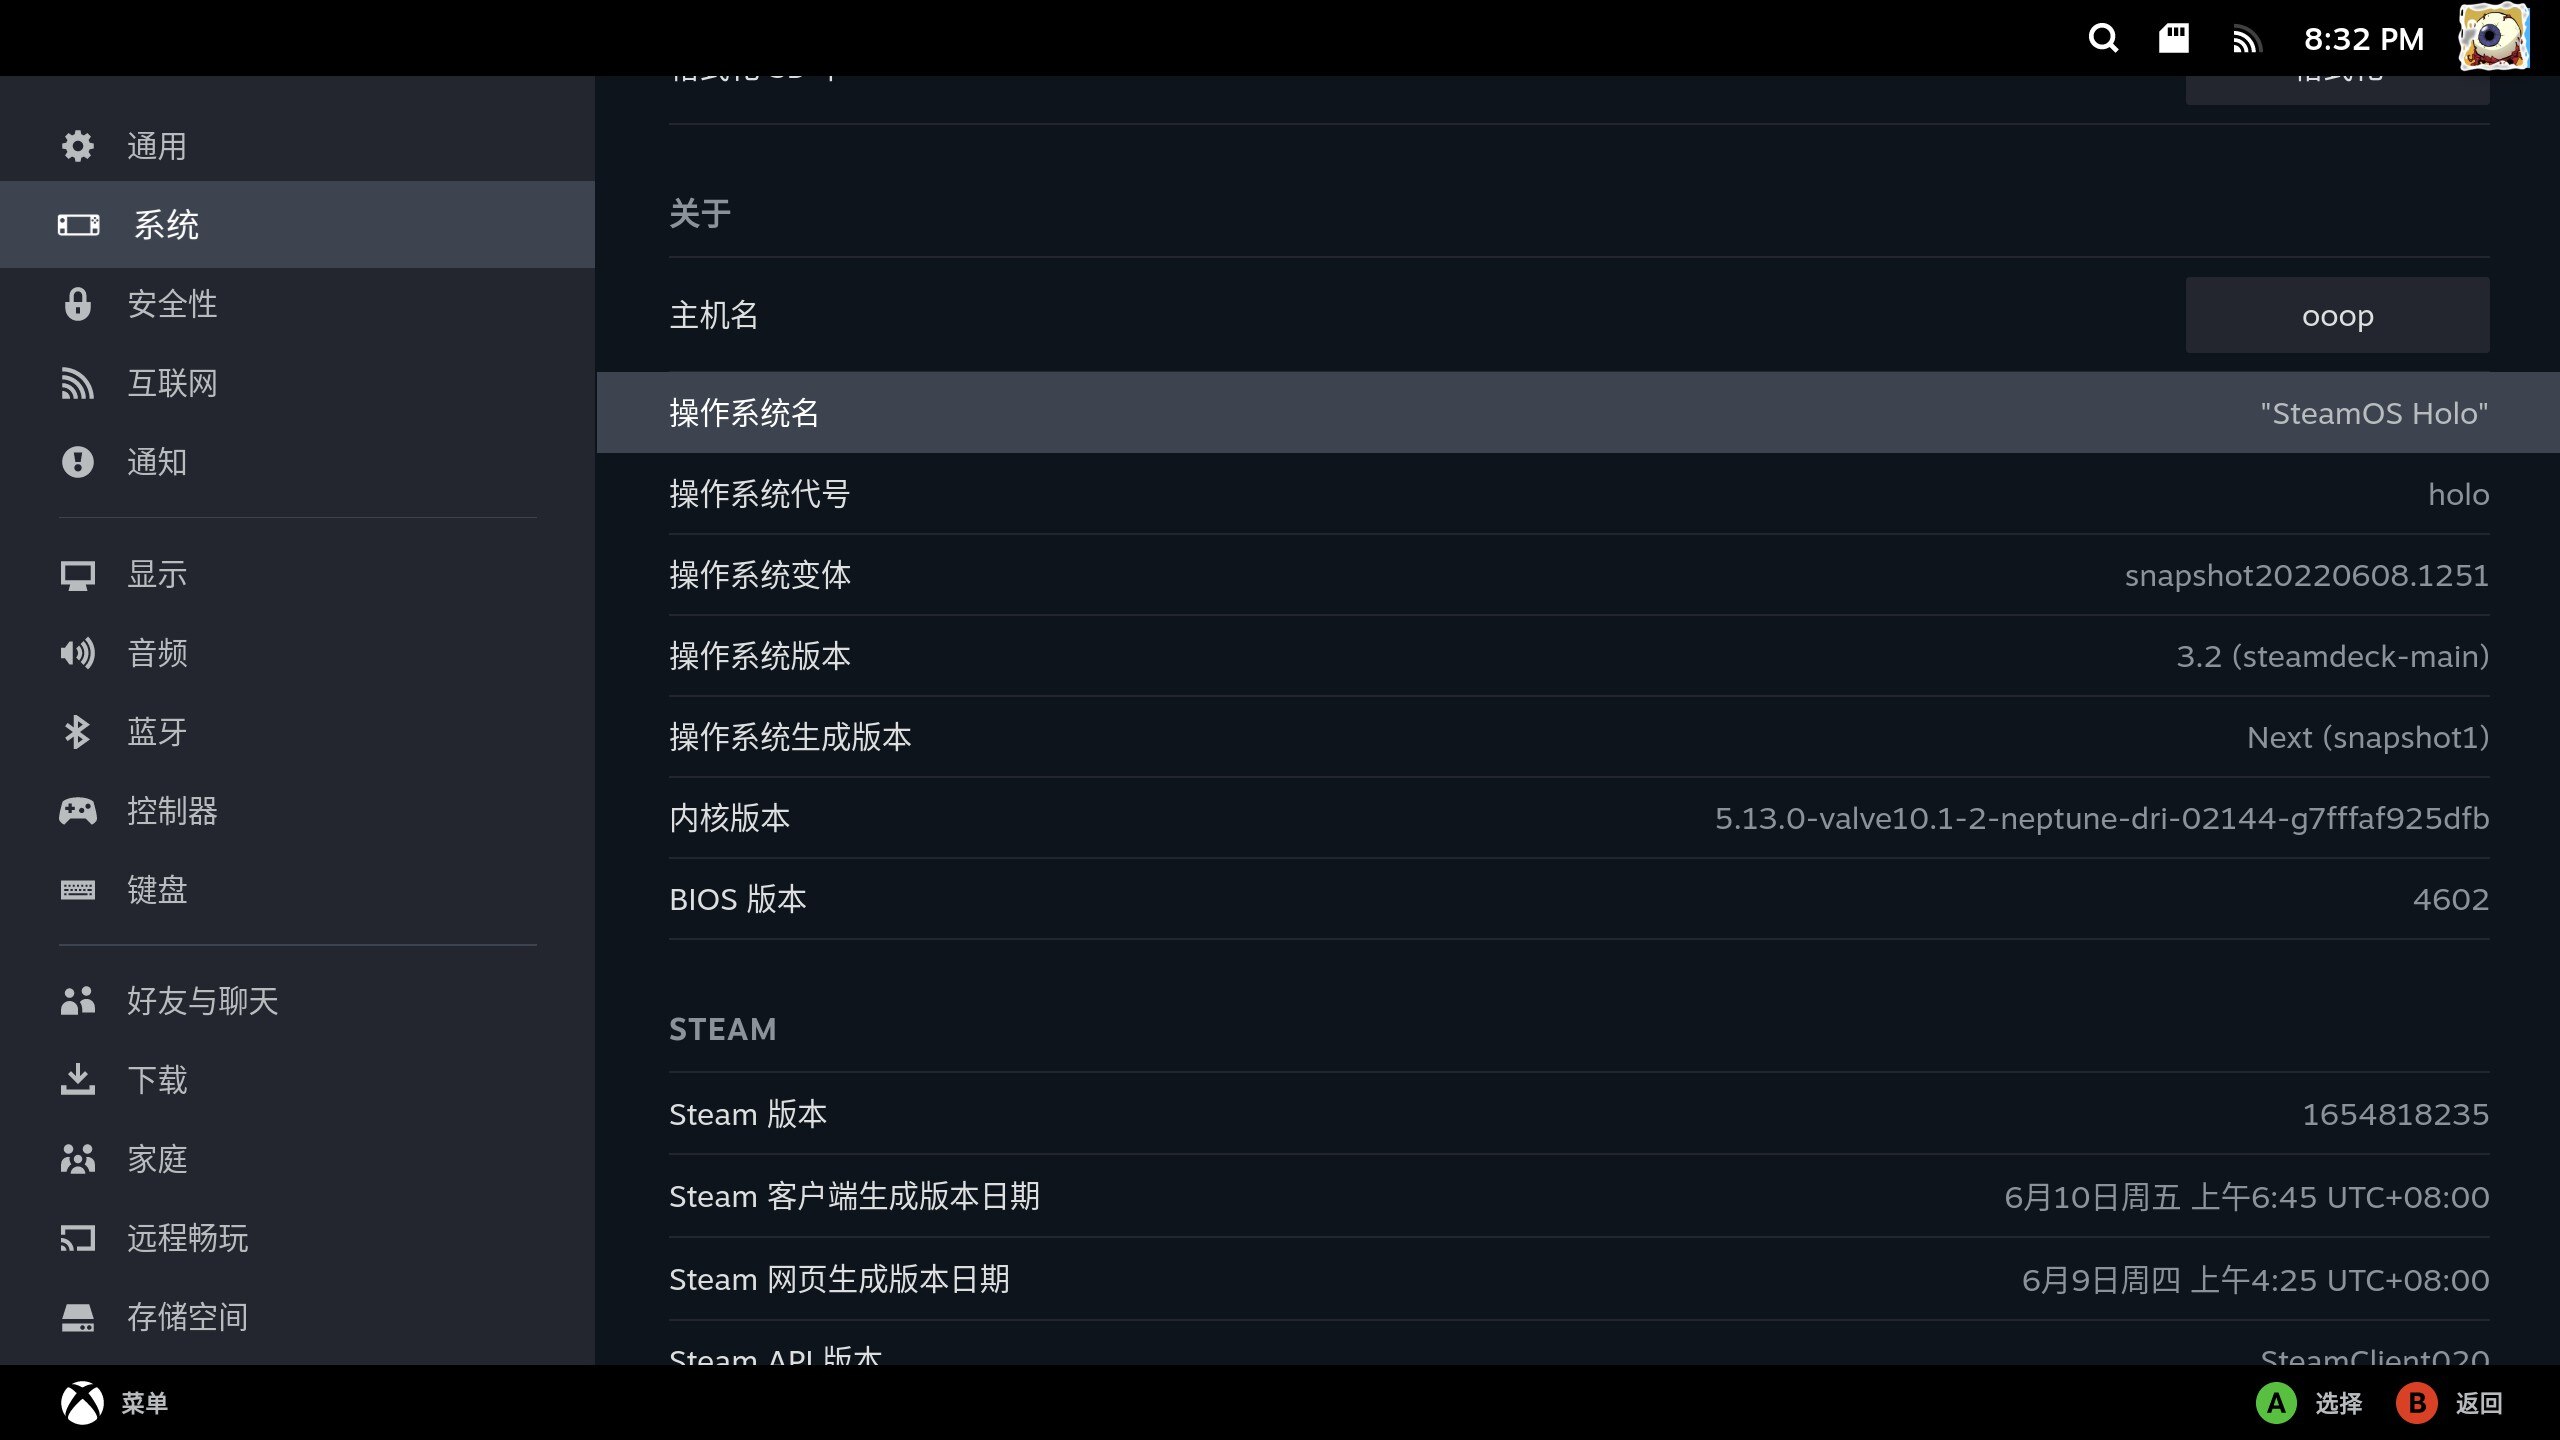 8:32 PM
通用
系统
安全性
互联网
通知
显示
音频
蓝牙
控制器
键盘
好友与聊天
下载
家庭
远程畅玩
存储空间
关于
主机名 ooop
操作系统名 "SteamOS Holo"
操作系统代号 holo
操作系统变体 snapshot20220608.1251
操作系统版本 3.2 (steamdeck-main)
操作系统生成版本 Next (snapshot1)
内核版本 5.13.0-valve10.1-2-neptune-dri-02144-g7fffaf925dfb
BIOS 版本 4602
STEAM
Steam 版本 1654818235
Steam 客户端生成版本日期 6月10日周五 上午6:45 UTC+08:00
Steam 网页生成版本日期 6月9日周四 上午4:25 UTC+08:00
Steam API 版本 SteamClient020
菜单
A 选择 B 返回